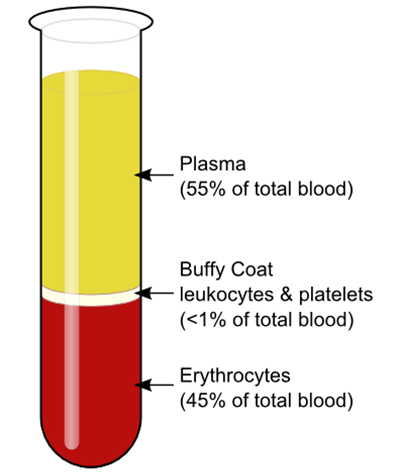 Plasma
(55% of total blood)
Buffy Coat
leukocytes & platelets
(<1% of total blood)
Erythrocytes
(45% of total blood)